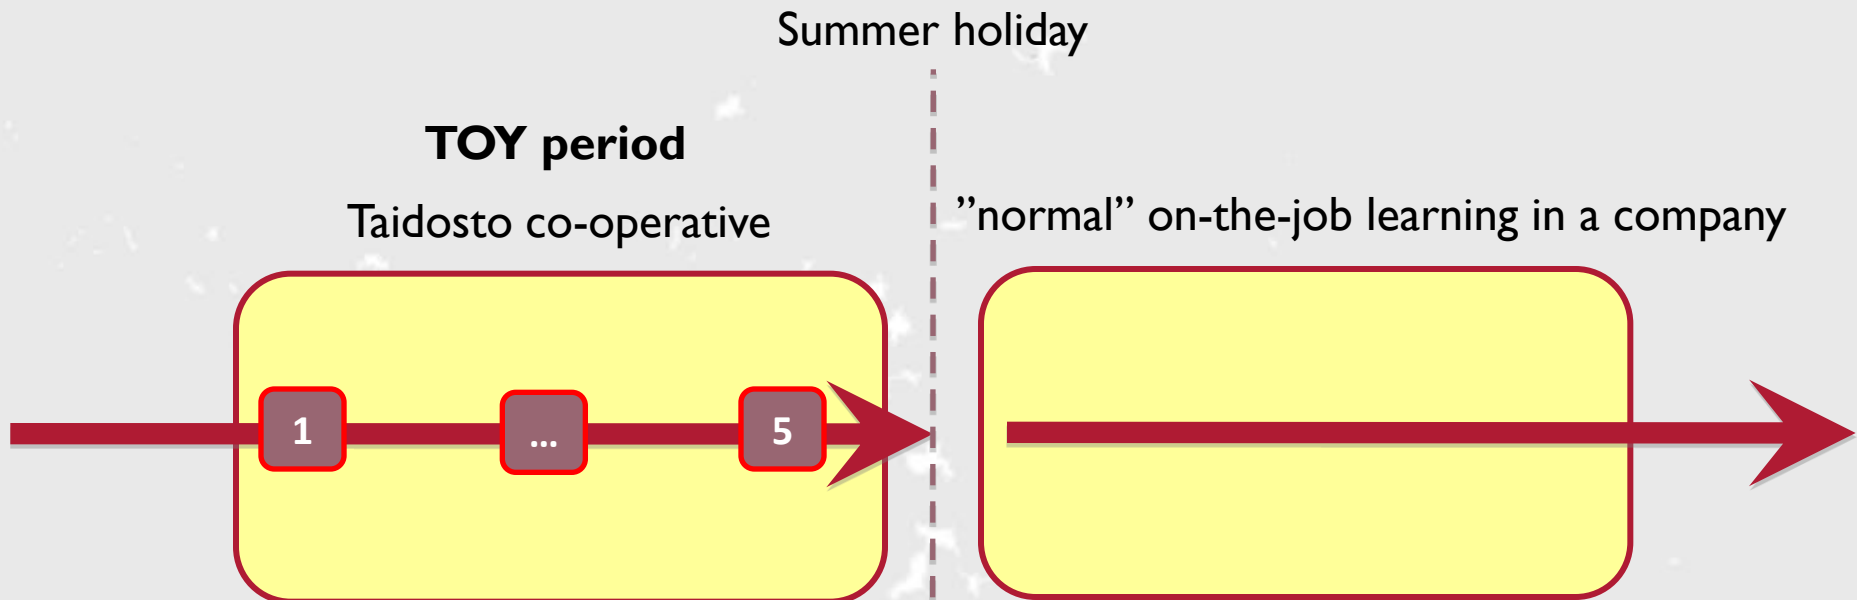 Summer holiday
TOY period
Taidosto co-operative
”normal” on-the-job learning in a company
1
...
5